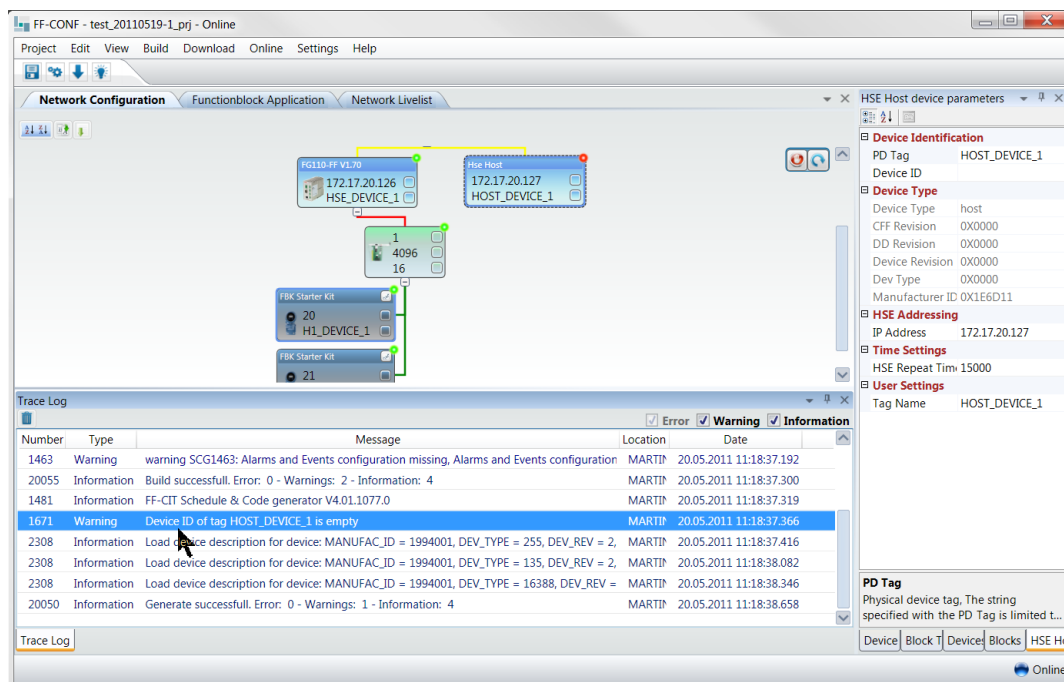 FF-CONF - test_20110519-1_prj - Online
Project Edit View Build Download Online Settings Help
Network Configuration Functionblock Application Network Livelist
FG110-FF V1.70
172.17.20.126
HSE_DEVICE_1
Hse Host
172.17.20.127
HOST_DEVICE_1
1
4096
16
FBK Starter Kit
20
H1_DEVICE_1
FBK Starter Kit
21
HSE Host device parameters
Device Identification
PD Tag HOST_DEVICE_1
Device ID
Device Type
Device Type host
CFF Revision 0X0000
DD Revision 0X0000
Device Revision 0X0000
Dev Type 0X0000
Manufacturer ID 0X1E6D11
HSE Addressing
IP Address 172.17.20.127
Time Settings
HSE Repeat Tim 15000
User Settings
Tag Name HOST_DEVICE_1
PD Tag
Physical device tag, The string
specified with the PD Tag is limited t...
Device Block T Devices Blocks HSE H
Trace Log
Error Warning Information
Number Type Message Location Date
1463 Warning warning SCG1463: Alarms and Events configuration missing, Alarms and Events configuration MARTIN 20.05.2011 11:18:37.192
20055 Information Build successfull. Error: 0 - Warnings: 2 - Information: 4 MARTIN 20.05.2011 11:18:37.300
1481 Information FF-CIT Schedule & Code generator V4.01.1077.0 MARTIN 20.05.2011 11:18:37.319
1671 Warning Device ID of tag HOST_DEVICE_1 is empty MARTIN 20.05.2011 11:18:37.366
2308 Information Load device description for device: MANUFAC_ID = 1994001, DEV_TYPE = 255, DEV_REV = 2, MARTIN 20.05.2011 11:18:37.416
2308 Information Load device description for device: MANUFAC_ID = 1994001, DEV_TYPE = 135, DEV_REV = 2, MARTIN 20.05.2011 11:18:38.082
2308 Information Load device description for device: MANUFAC_ID = 1994001, DEV_TYPE = 16388, DEV_REV = MARTIN 20.05.2011 11:18:38.346
20050 Information Generate successfull. Error: 0 - Warnings: 1 - Information: 4 MARTIN 20.05.2011 11:18:38.658
Trace Log
Online